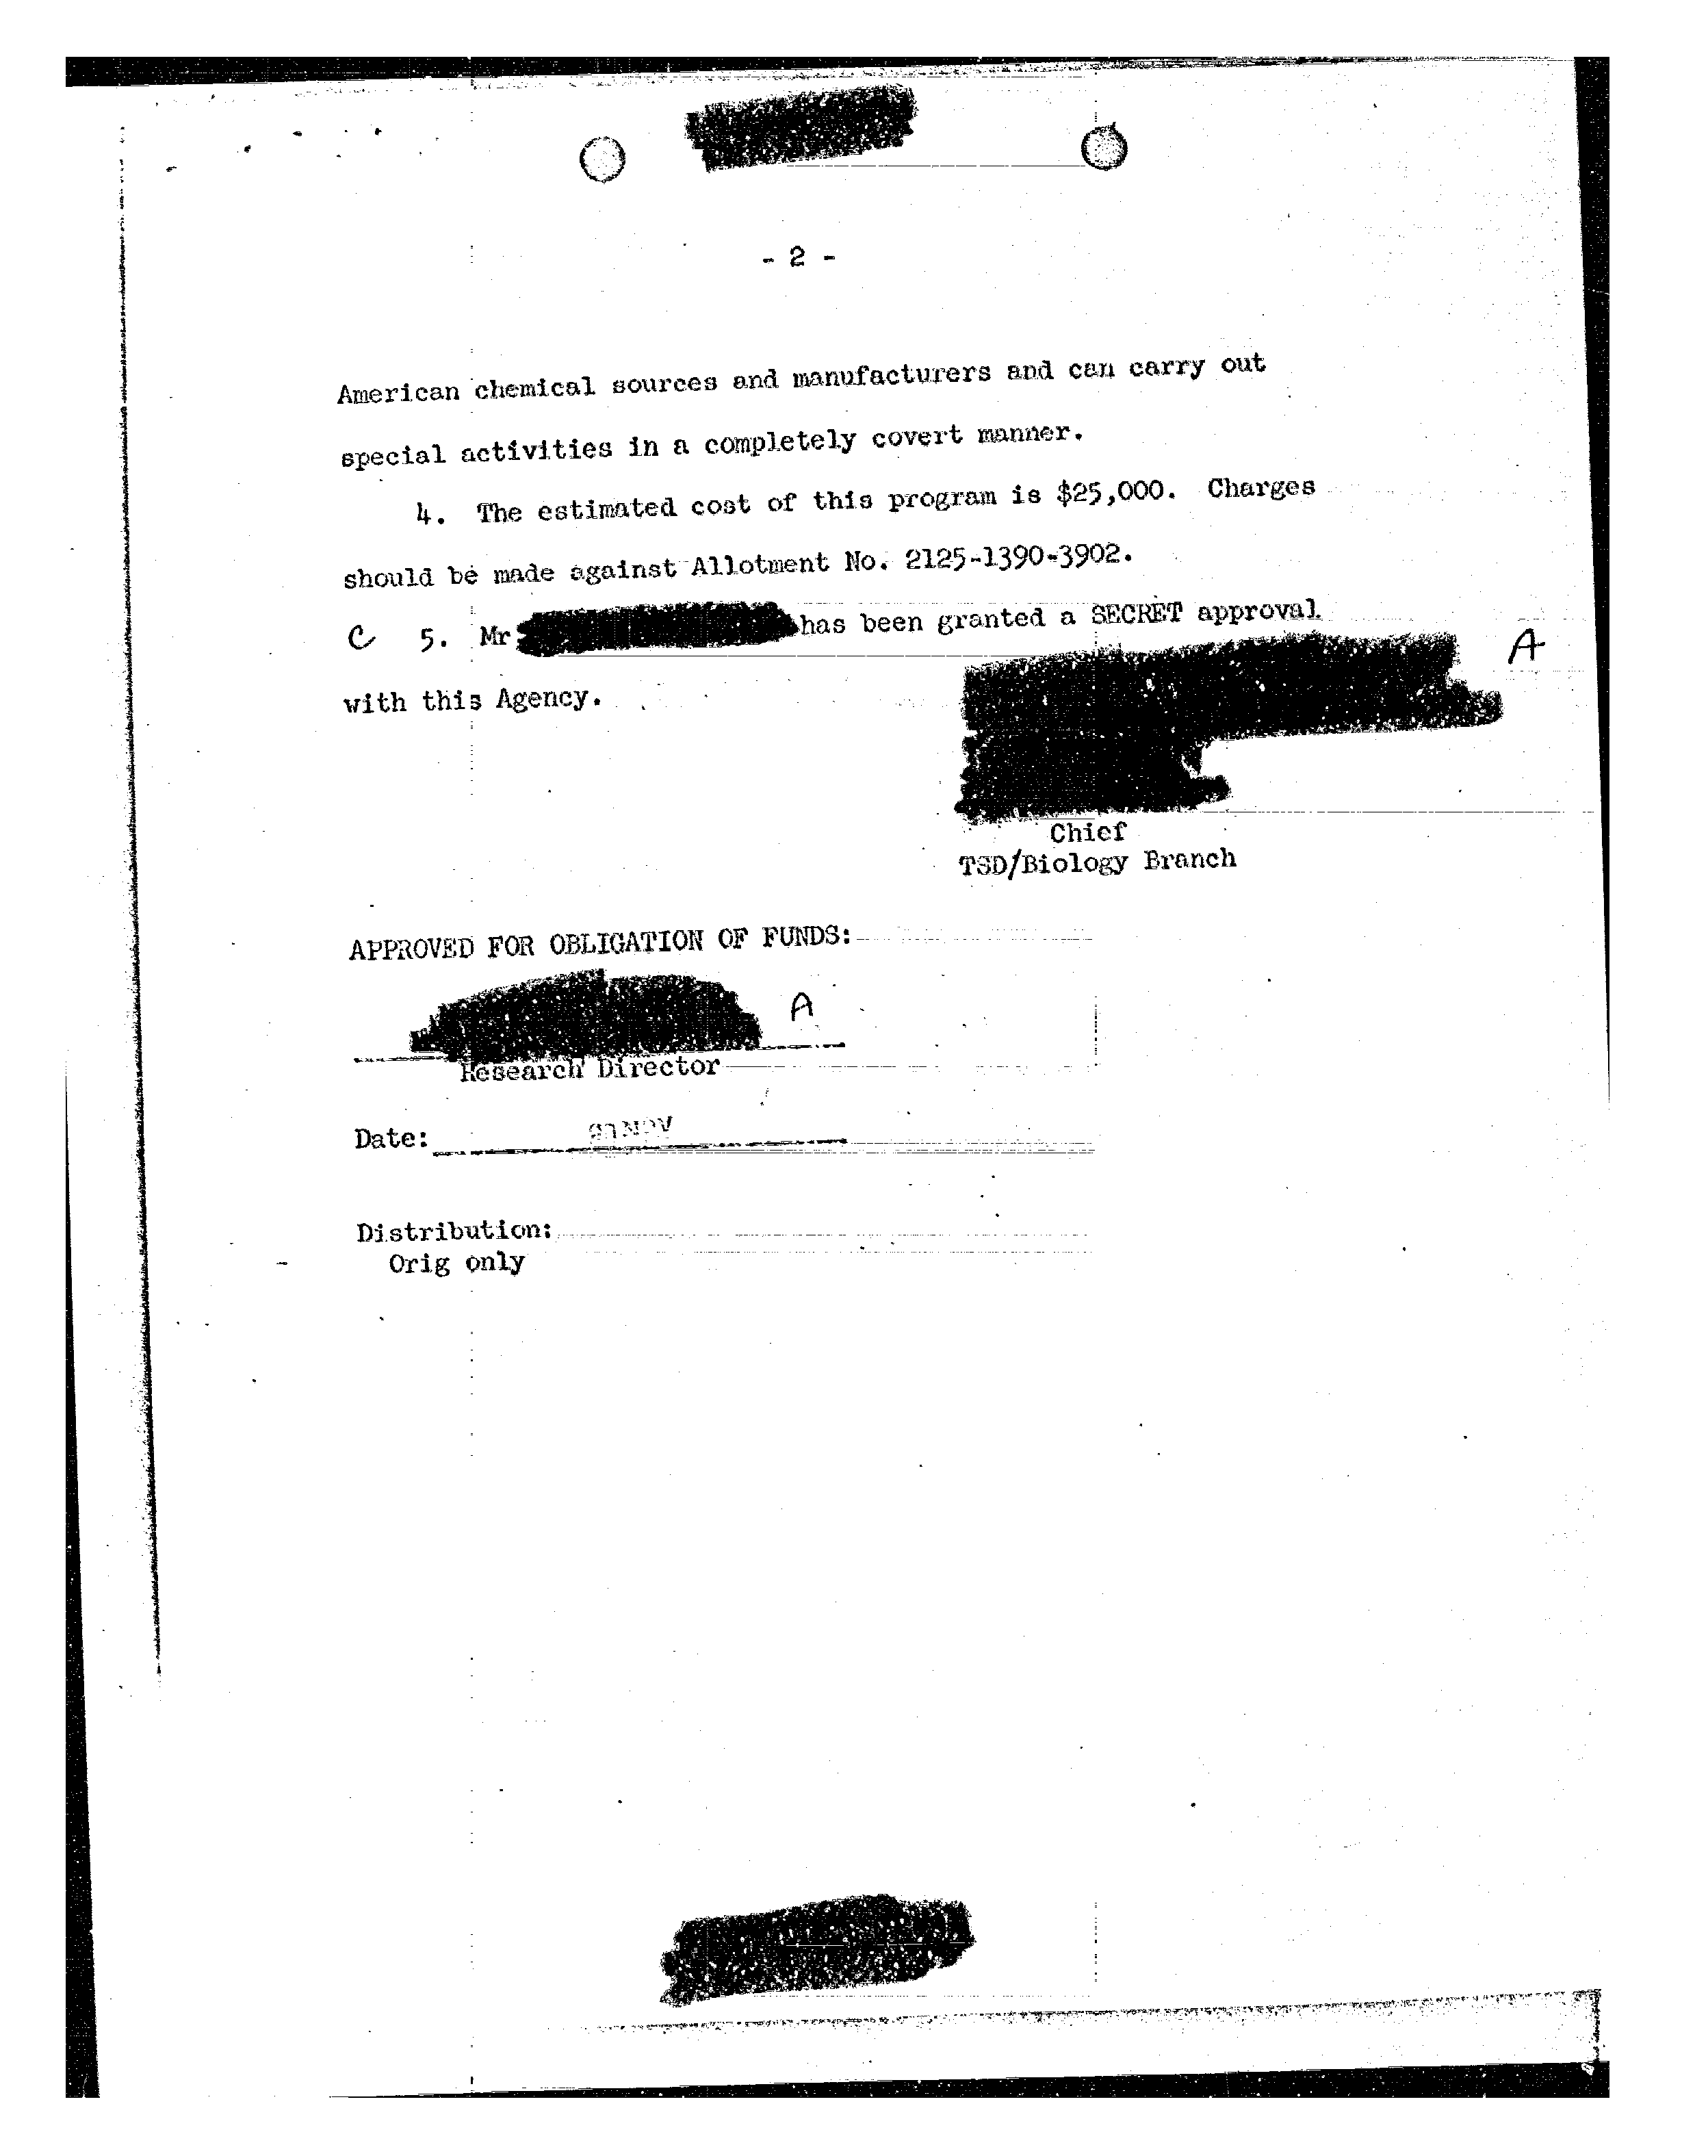 - 2 -
American chemical sources and manufacturers and can carry out
special activities in a completely covert manner.
4. The estimated cost of this program is $25,000. Charges
should be made against Allotment No. 2125-1390-3902.
C 5. Mr has been granted a SECRET approval
A
with this Agency.
Chief
TSD/Biology Branch
APPROVED FOR OBLIGATION OF FUNDS:
A
Research Director
Date: NOV
Distribution:
Orig only